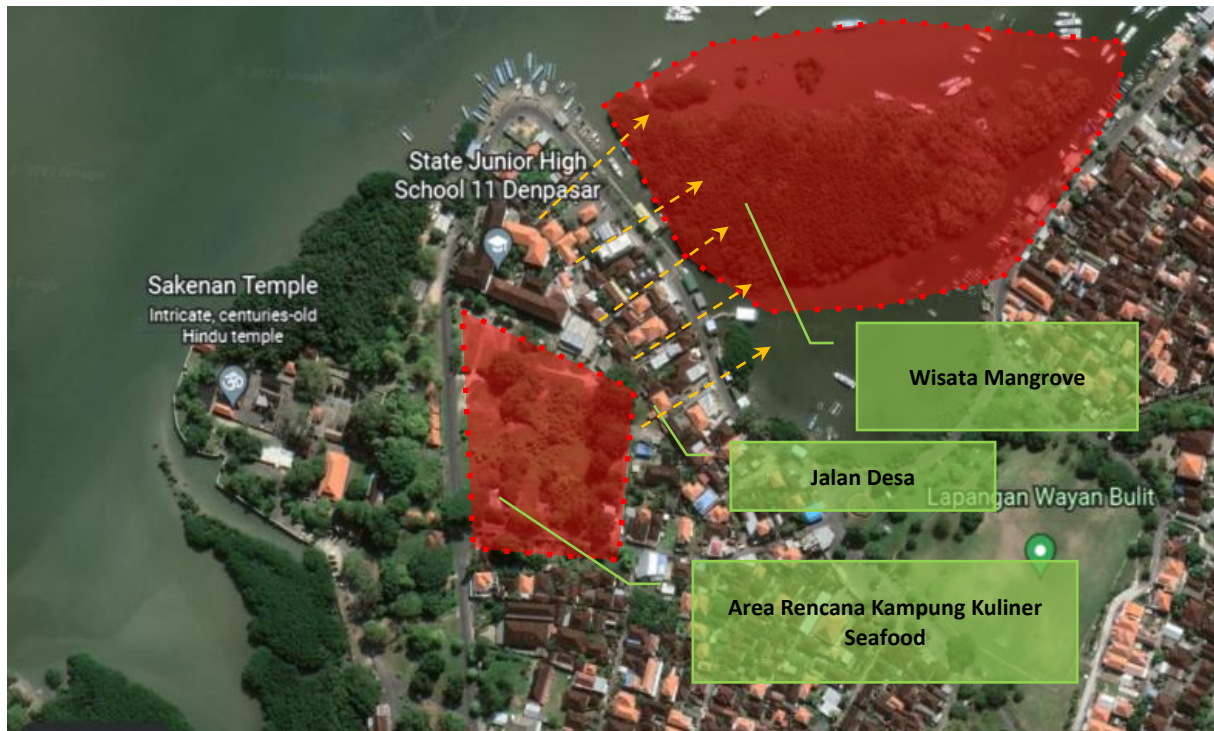 State Junior High
School 11 Denpasar
Sakenan Temple
Intricate, centuries-old
Hindu temple
Wisata Mangrove
Jalan Desa
Lapangan Wayan Bulit
Area Rencana Kampung Kuliner
Seafood